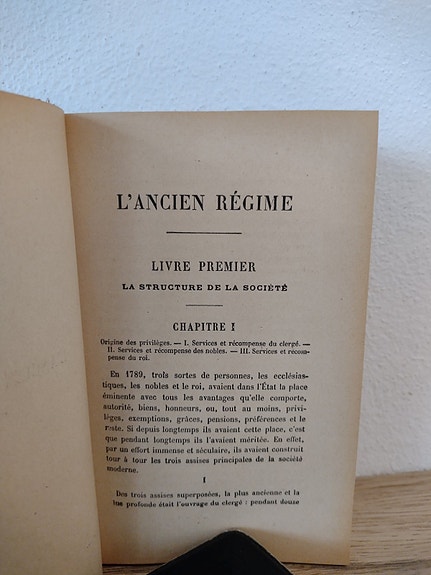 L'ANCIEN RÉGIME
LIVRE PREMIER
LA STRUCTURE DE LA SOCIÉTÉ
CHAPITRE I
Origine des privilèges. — I. Services et récompense du clergé. —
II. Services et récompense des nobles. — III. Services et récom-
pense du roi.
En 1789, trois sortes de personnes, les ecclésias-
tiques, les nobles et le roi, avaient dans l'État la place
éminente avec tous les avantages qu'elle comporte,
autorité, biens, honneurs, ou, tout au moins, privi-
lèges, exemptions, grâces, pensions, préférences et le
reste. Si depuis longtemps ils avaient cette place, c'est
que pendant longtemps ils l'avaient méritée. En effet,
par un effort immense et séculaire, ils avaient construit
tour à tour les trois assises principales de la société
moderne.
I
Des trois assises superposées, la plus ancienne et la
plus profonde était l'ouvrage du clergé : pendant douze